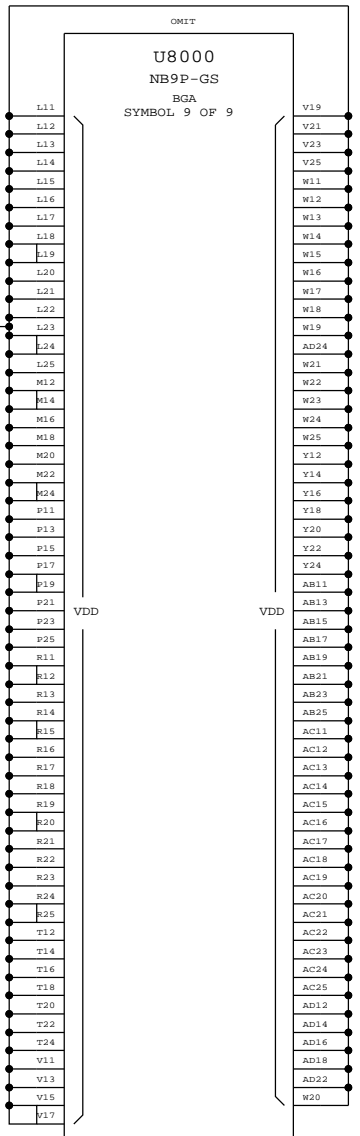 OMIT
U8000
NB9P-GS
BGA
SYMBOL 9 OF 9
L11 V19
L12 V21
L13 V23
L14 V25
L15 W11
L16 W12
L17 W13
L18 W14
L19 W15
L20 W16
L21 W17
L22 W18
L23 W19
L24 AD24
L25 W21
M12 W22
M14 W23
M16 W24
M18 W25
M20 Y12
M22 Y14
M24 Y16
P11 Y18
P13 Y20
P15 Y22
P17 Y24
P19 AB11
P21 AB13
VDD VDD
P23 AB15
P25 AB17
R11 AB19
R12 AB21
R13 AB23
R14 AB25
R15 AC11
R16 AC12
R17 AC13
R18 AC14
R19 AC15
R20 AC16
R21 AC17
R22 AC18
R23 AC19
R24 AC20
R25 AC21
T12 AC22
T14 AC23
T16 AC24
T18 AC25
T20 AD12
T22 AD14
T24 AD16
V11 AD18
V13 AD22
V15 W20
V17